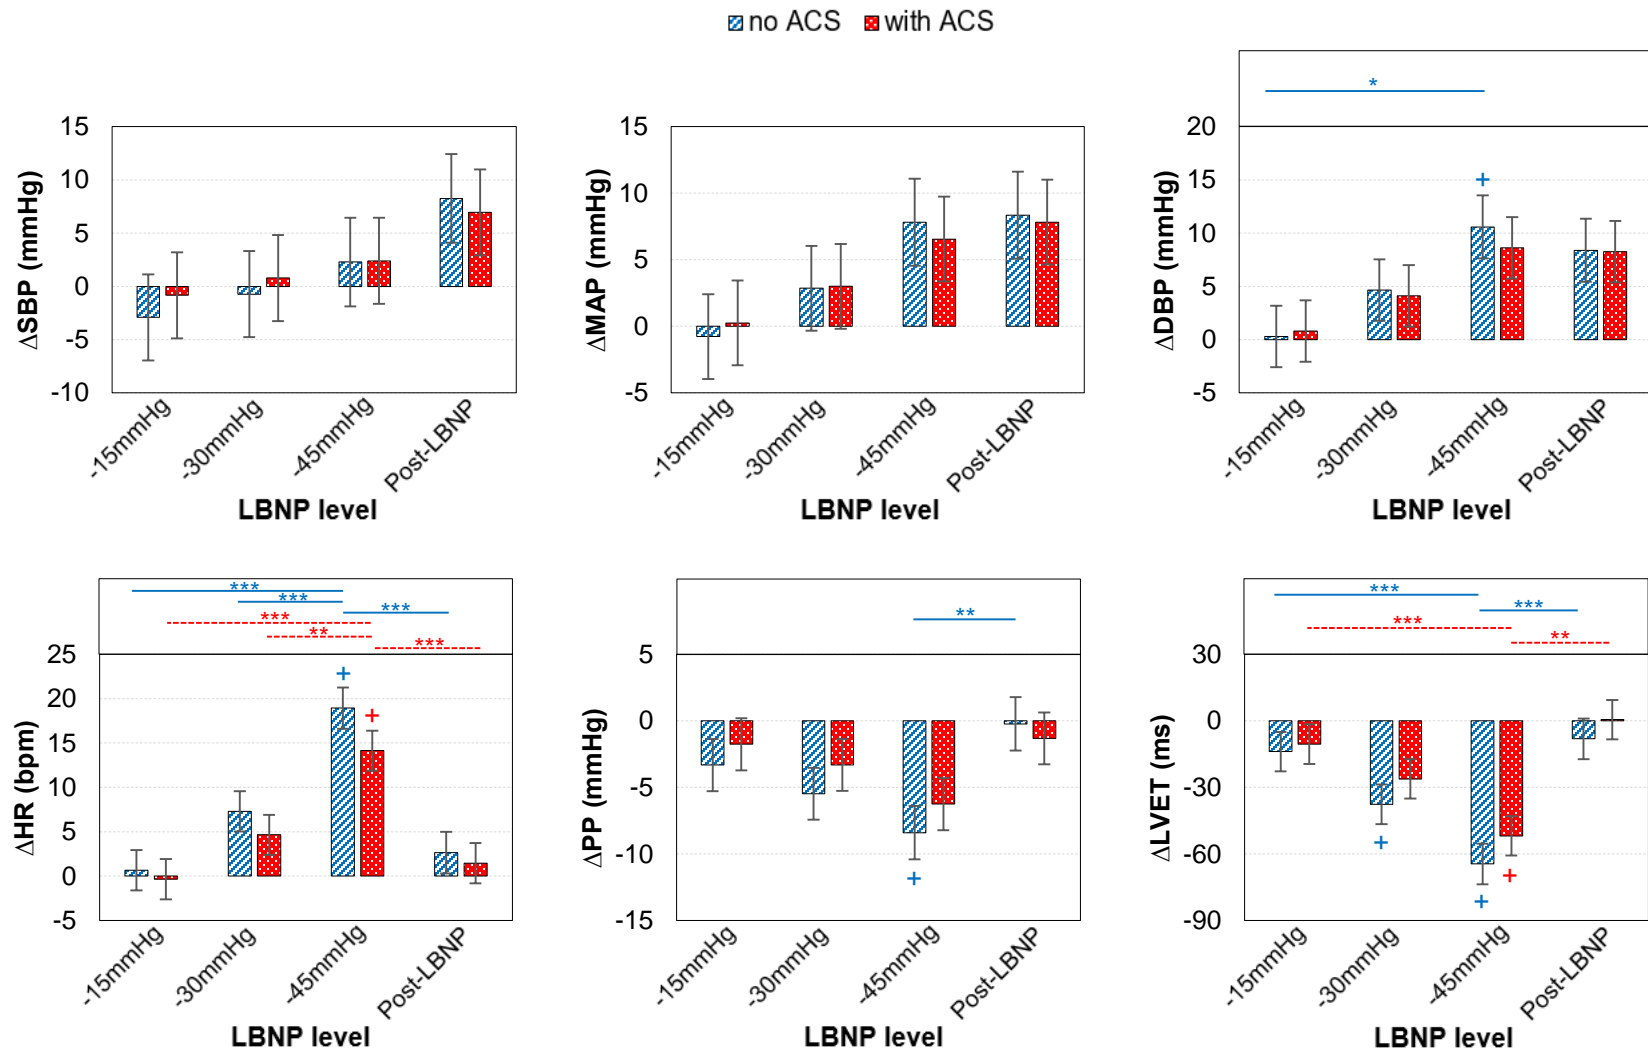 no ACS with ACS
ΔSBP (mmHg)
15
10
5
0
-5
-10
-15mmHg
-30mmHg
-45mmHg
Post-LBNP
LBNP level
ΔMAP (mmHg)
15
10
5
0
-5
-15mmHg
-30mmHg
-45mmHg
Post-LBNP
LBNP level
*
+
ΔDBP (mmHg)
20
15
10
5
0
-5
-15mmHg
-30mmHg
-45mmHg
Post-LBNP
LBNP level
***
***
***
***
**
***
+
+
ΔHR (bpm)
25
20
15
10
5
0
-5
-15mmHg
-30mmHg
-45mmHg
Post-LBNP
LBNP level
**
+
ΔPP (mmHg)
5
0
-5
-10
-15
-15mmHg
-30mmHg
-45mmHg
Post-LBNP
LBNP level
***
***
***
**
+
+
+
ΔLVET (ms)
30
0
-30
-60
-90
-15mmHg
-30mmHg
-45mmHg
Post-LBNP
LBNP level